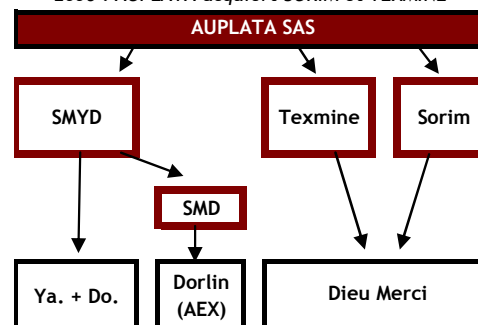 AUPLATA SAS
SMYD
Texmine
Sorim
SMD
Ya. + Do.
Dorlin
(AEX)
Dieu Merci